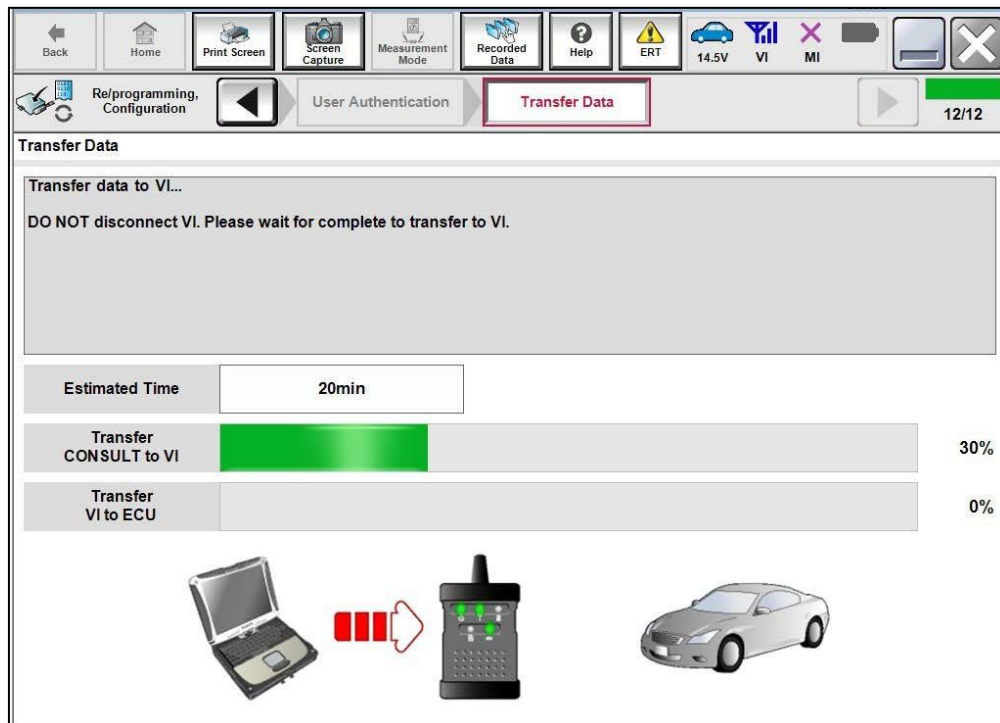 Back
Home
Print Screen
Screen
Capture
Measurement
Mode
Recorded
Data
Help
ERT
14.5V
VI
MI
Re/programming,
Configuration
User Authentication
Transfer Data
12/12
Transfer Data
Transfer data to VI...
DO NOT disconnect VI. Please wait for complete to transfer to VI.
Estimated Time
20min
Transfer
CONSULT to VI
30%
Transfer
VI to ECU
0%